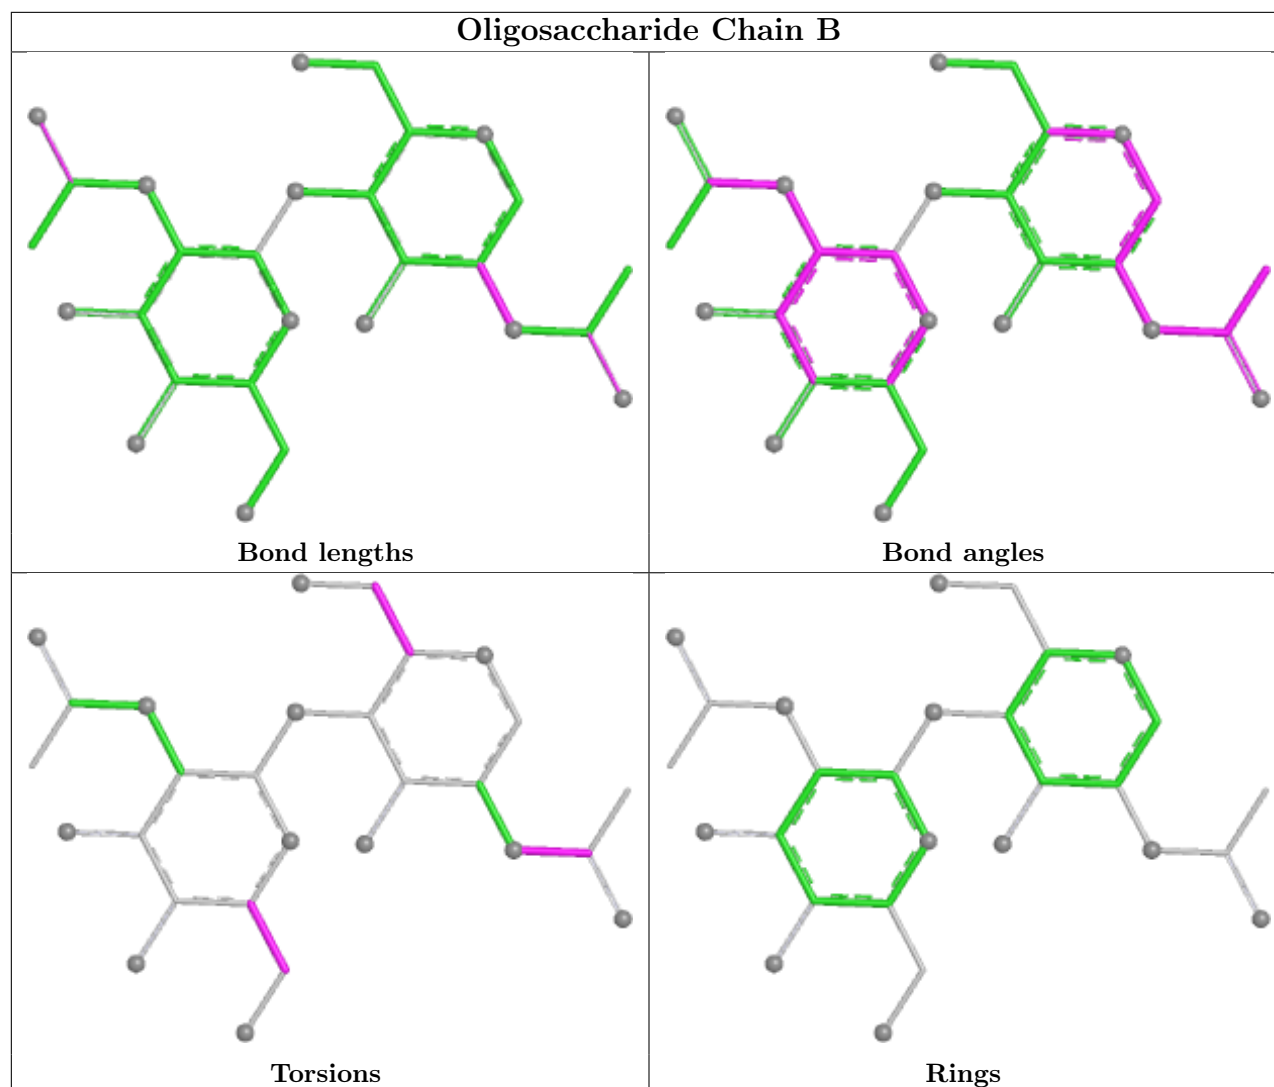 Oligosaccharide Chain B
Bond lengths
Bond angles
Torsions
Rings